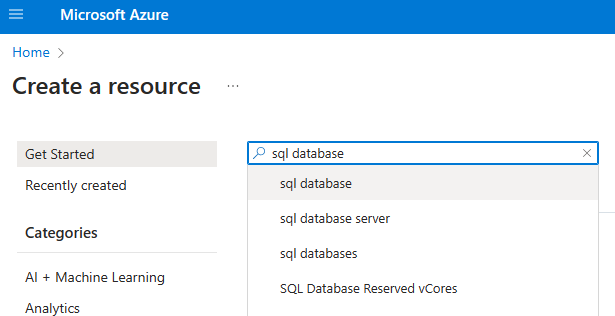 Microsoft Azure
Home
Create a resource ...
Get Started
Recently created
Categories
AI + Machine Learning
Analytics
sql database
sql database
sql database server
sql databases
SQL Database Reserved vCores